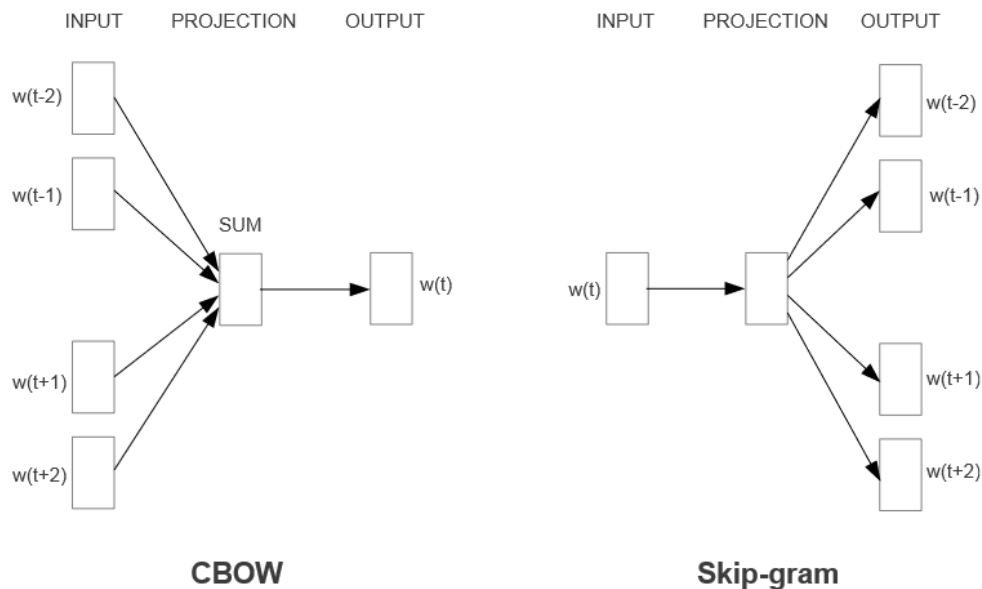 INPUT PROJECTION OUTPUT
w(t-2)
w(t-1)
SUM
w(t)
w(t+1)
w(t+2)
CBOW
INPUT PROJECTION OUTPUT
w(t-2)
w(t-1)
w(t)
w(t+1)
w(t+2)
Skip-gram